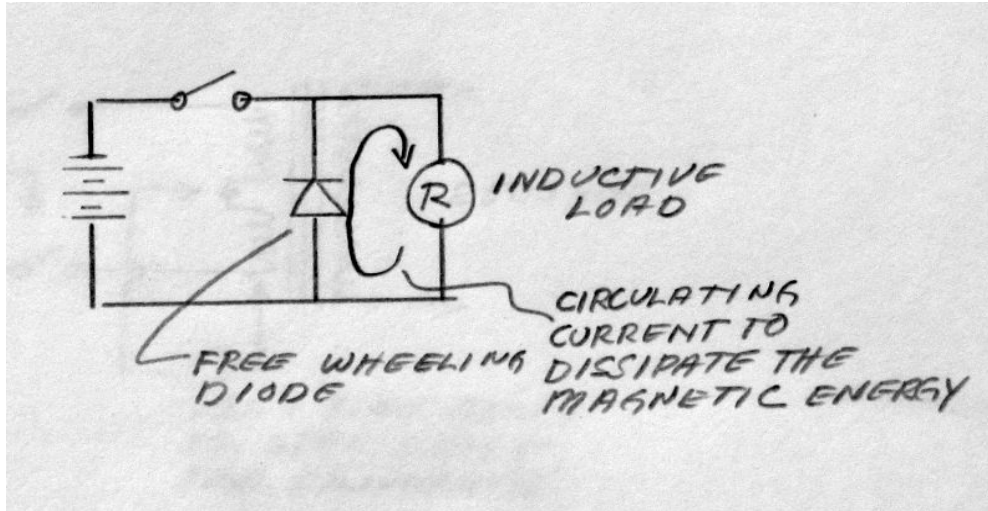 R
INDUCTIVE
LOAD
FREE WHEELING
DIODE
CIRCULATING
CURRENT TO
DISSIPATE THE
MAGNETIC ENERGY